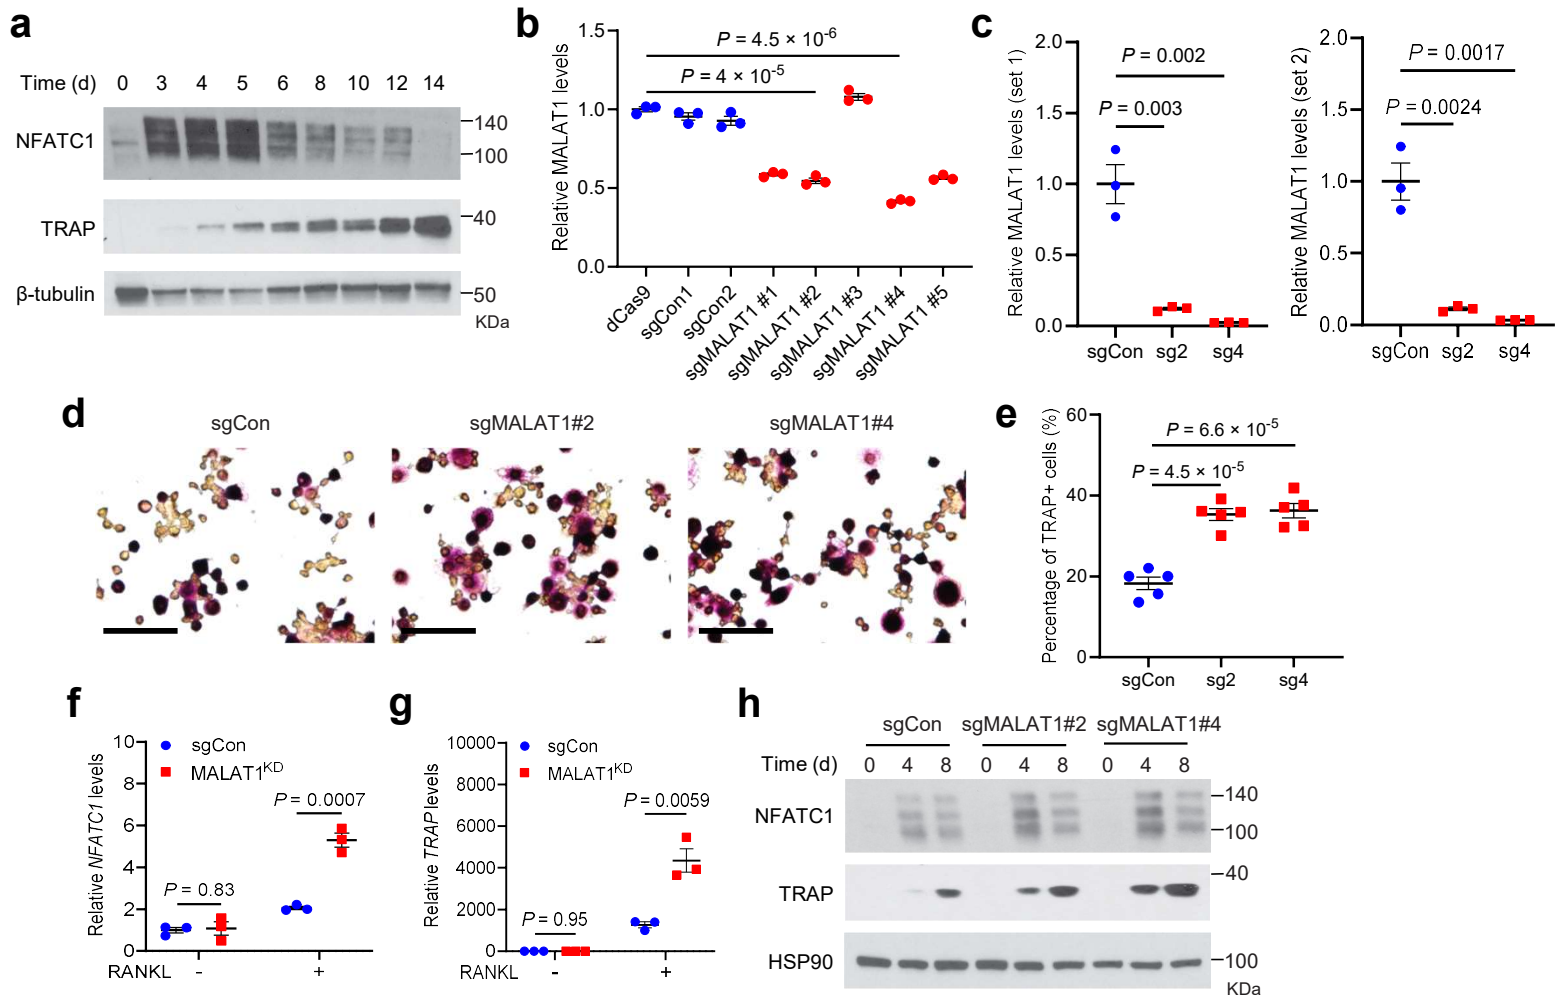 a
Time (d) 0 3 4 5 6 8 10 12 14
NFATC1
140
100
TRAP
40
β-tubulin
50
KDa
b
Relative MALAT1 levels
1.5
1.0
0.5
0.0
P = 4.5 × 10-6
P = 4 × 10-5
dCas9
sgCon1
sgCon2
sgMALAT1 #1
sgMALAT1 #2
sgMALAT1 #3
sgMALAT1 #4
sgMALAT1 #5
c
Relative MALAT1 levels (set 1)
2.0
1.5
1.0
0.5
0.0
P = 0.002
P = 0.003
sgCon sg2 sg4
Relative MALAT1 levels (set 2)
2.0
1.5
1.0
0.5
0.0
P = 0.0017
P = 0.0024
sgCon sg2 sg4
d
sgCon sgMALAT1#2 sgMALAT1#4
e
Percentage of TRAP+ cells (%)
60
40
20
0
P = 6.6 × 10-5
P = 4.5 × 10-5
sgCon sg2 sg4
f
Relative NFATC1 levels
10
8
6
4
2
0
sgCon
MALAT1KD
P = 0.0007
P = 0.83
RANKL - +
g
Relative TRAP levels
10000
8000
6000
4000
2000
0
sgCon
MALAT1KD
P = 0.0059
P = 0.95
RANKL - +
h
sgCon sgMALAT1#2 sgMALAT1#4
Time (d) 0 4 8 0 4 8 0 4 8
NFATC1
140
100
TRAP
40
HSP90
100
KDa